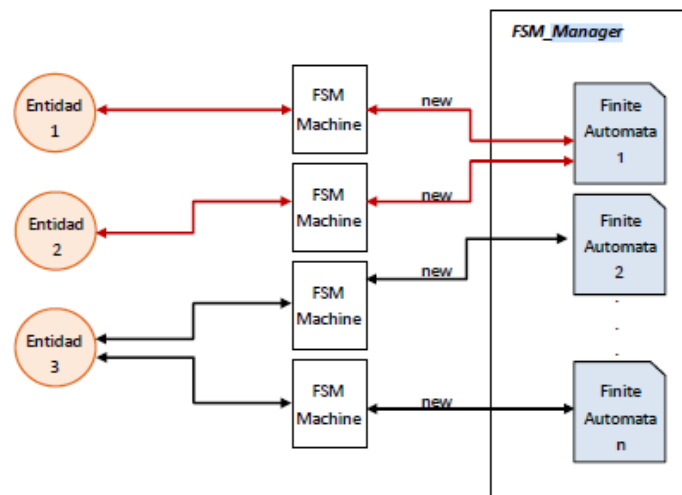 FSM_Manager
Entidad
1
FSM
Machine
new
Finite
Automata
1
Entidad
2
FSM
Machine
new
Finite
Automata
2
Entidad
3
FSM
Machine
new
.
.
.
FSM
Machine
new
Finite
Automata
n